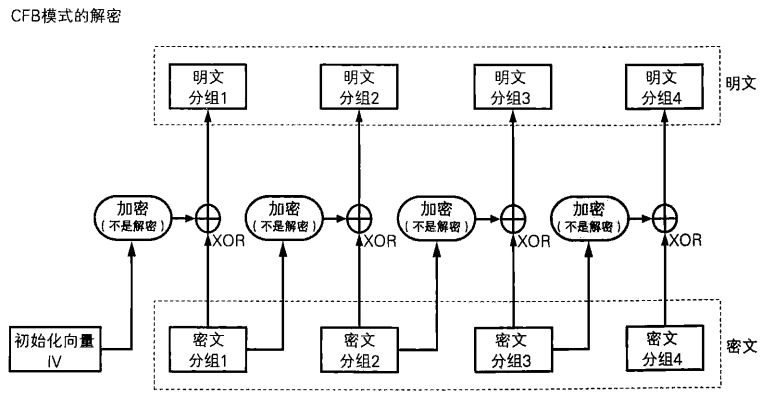 CFB模式的解密
明文
分组1
明文
分组2
明文
分组3
明文
分组4
明文
加密
(不是解密)
XOR
加密
(不是解密)
XOR
加密
(不是解密)
XOR
加密
(不是解密)
XOR
初始化向量
IV
密文
分组1
密文
分组2
密文
分组3
密文
分组4
密文